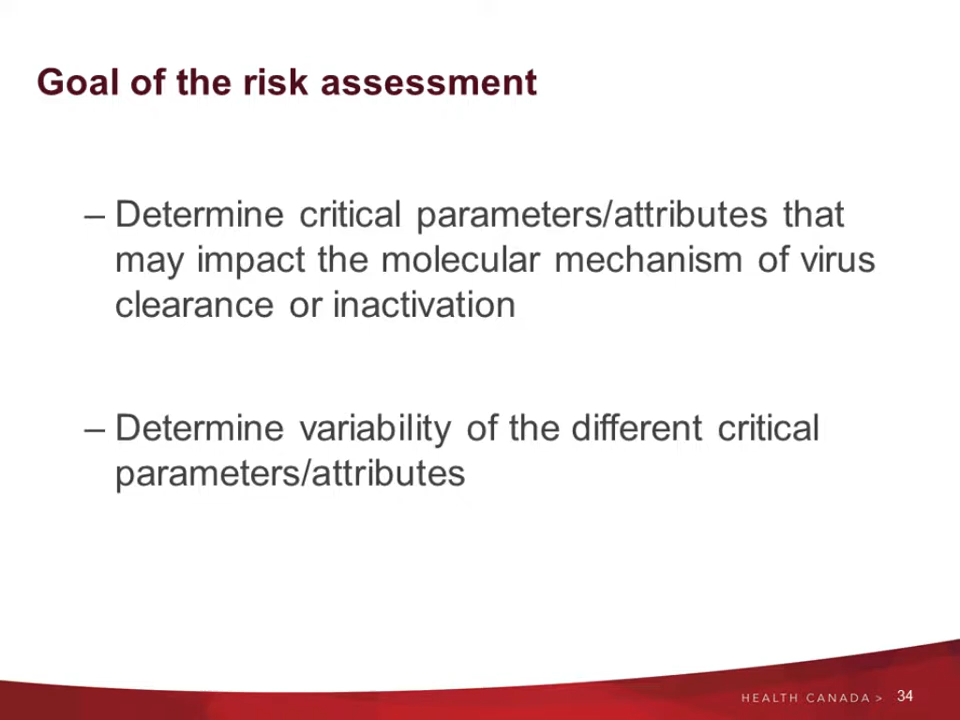 Goal of the risk assessment
– Determine critical parameters/attributes that
may impact the molecular mechanism of virus
clearance or inactivation
– Determine variability of the different critical
parameters/attributes
HEALTH CANADA > 34